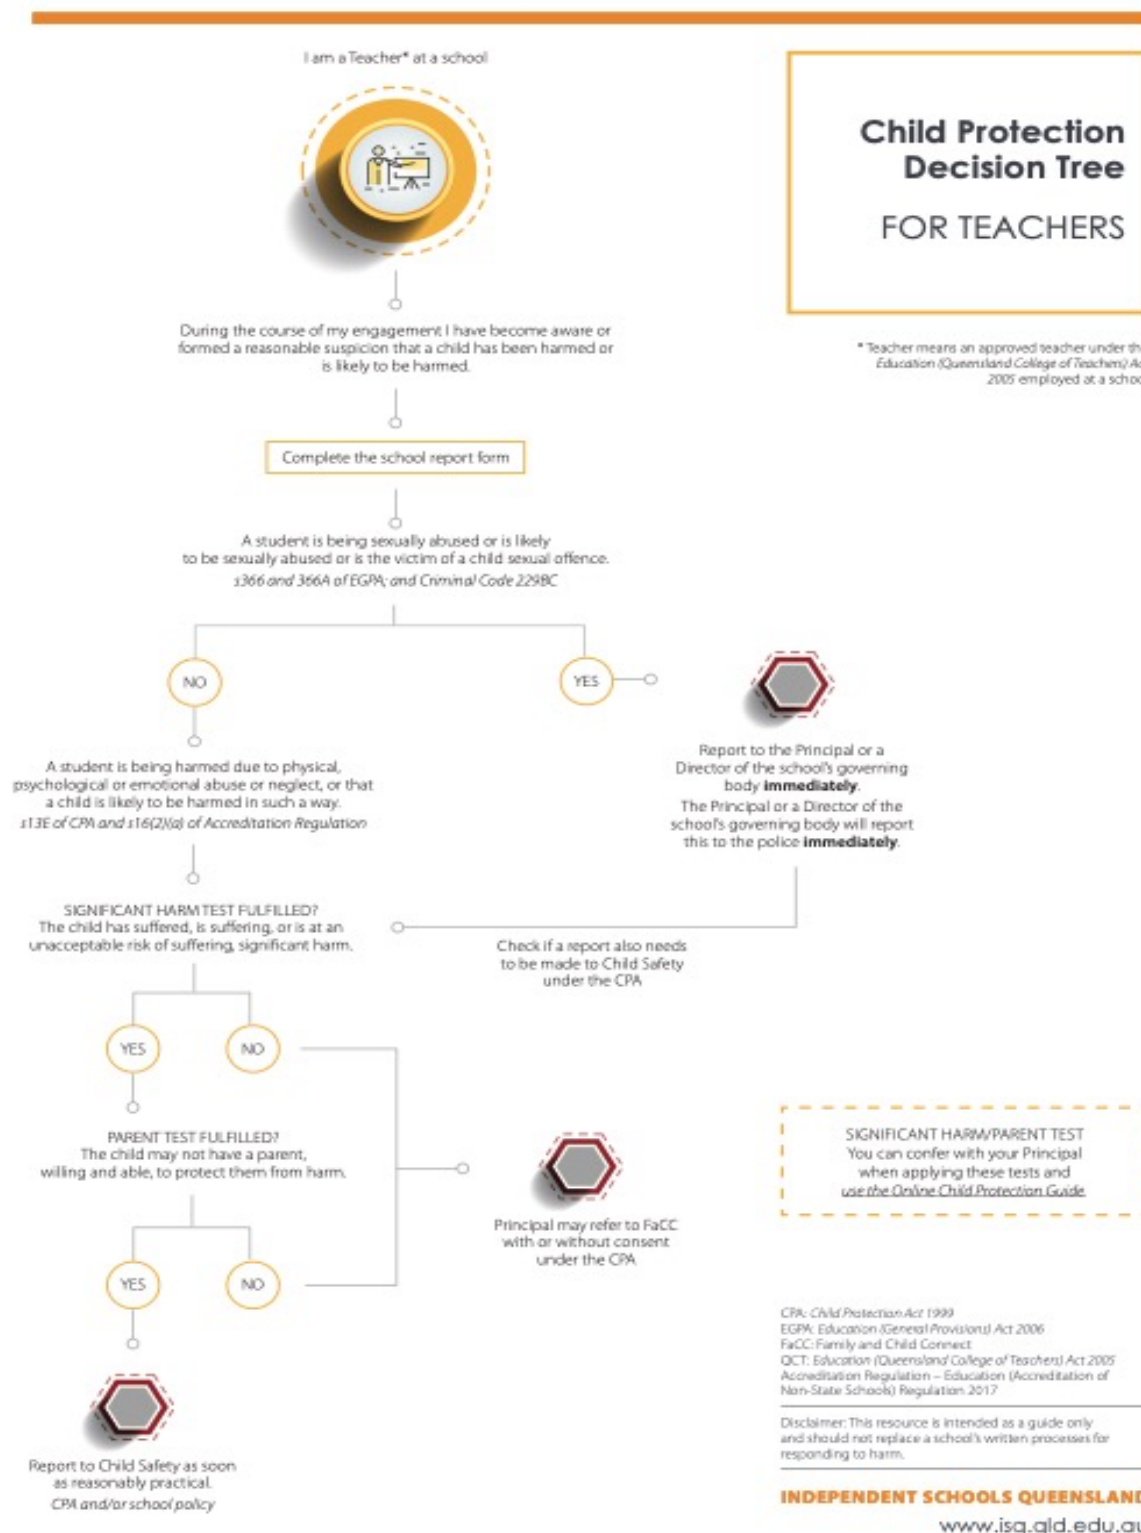 I am a Teacher* at a school
Child Protection
Decision Tree
FOR TEACHERS
* Teacher means an approved teacher under
Education (Queensland College of Teachers)
2005 employed at a
During the course of my engagement I have become aware or
formed a reasonable suspicion that a child has been harmed or
is likely to be harmed.
Complete the school report form
A student is being sexually abused or is likely
to be sexually abused or is the victim of a child sexual offence.
s366 and 366A of EGPA; and Criminal Code 229BC
NO
YES
Report to the Principal or a
Director of the school's governing
body immediately.
The Principal or a Director of the
school's governing body will report
this to the police immediately.
A student is being harmed due to physical,
psychological or emotional abuse or neglect, or that
a child is likely to be harmed in such a way.
s13E of CPA and s16(2)(a) of Accreditation Regulation
SIGNIFICANT HARM TEST FULFILLED?
The child has suffered, is suffering, or is at an
unacceptable risk of suffering, significant harm.
Check if a report also needs
to be made to Child Safety
under the CPA
YES
NO
PARENT TEST FULFILLED?
The child may not have a parent,
willing and able, to protect them from harm.
Principal may refer to FaCC
with or without consent
under the CPA
SIGNIFICANT HARM/PARENT TEST
You can confer with your Principal
when applying these tests and
use the Online Child Protection Guide
YES
NO
Report to Child Safety as soon
as reasonably practical.
CPA and/or school policy
CPA: Child Protection Act 1999
EGPA: Education (General Provisions) Act 2006
FaCC: Family and Child Connect
QCT: Education (Queensland College of Teachers) Act 2005
Accreditation Regulation – Education (Accreditation of
Non-State Schools) Regulation 2017
Disclaimer: This resource is intended as a guide only
and should not replace a school's written processes for
responding to harm.
INDEPENDENT SCHOOLS QUEENSLAND
www.isq.qld.edu.au